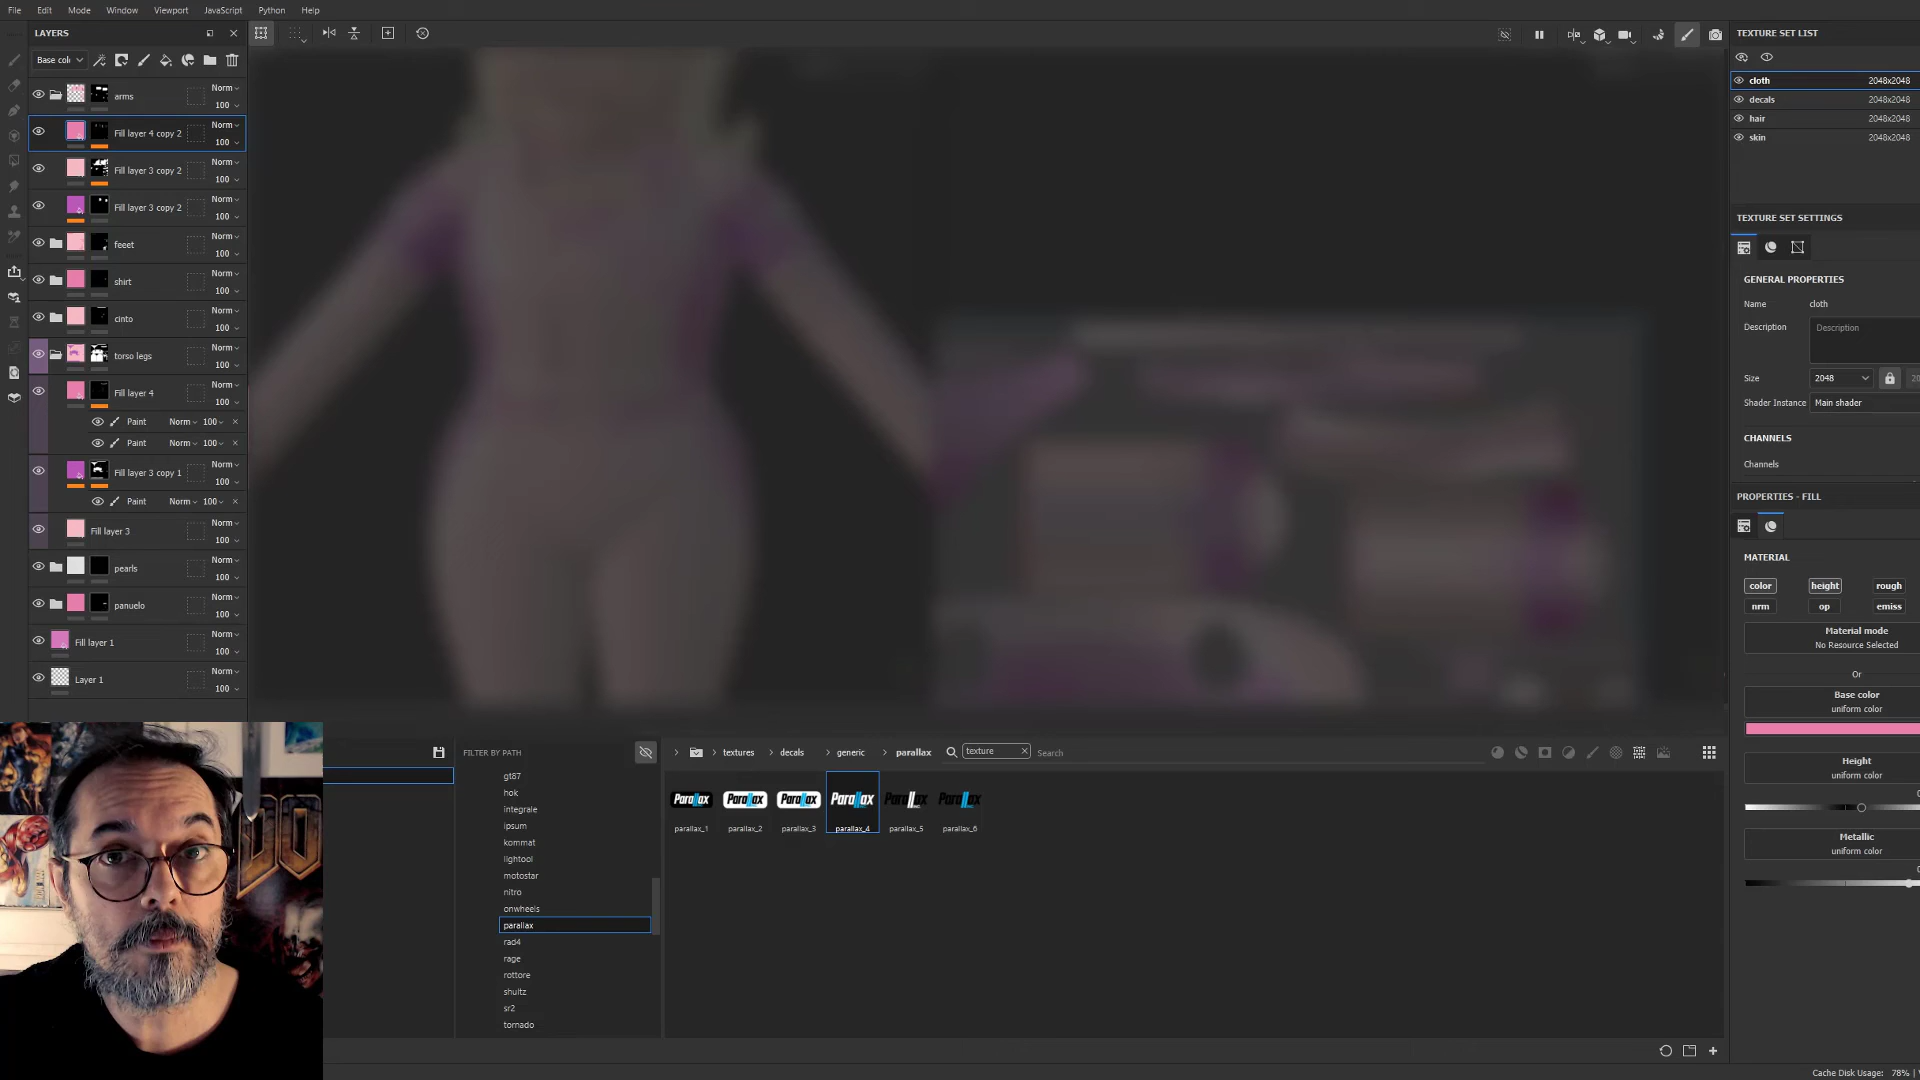 File Edit Mode Window Viewport JavaScript Python Help
LAYERS
Base colo
arms
Norm
100
Fill layer 4 copy 2
Norm
100
Fill layer 3 copy 2
Norm
100
Fill layer 3 copy 2
Norm
100
feeet
Norm
100
shirt
Norm
100
cinto
Norm
100
torso legs
Norm
100
Fill layer 4
Norm
100
Paint Norm 100
Paint Norm 100
Fill layer 3 copy 1
Norm
100
Paint Norm 100
Fill layer 3
Norm
100
pearls
Norm
100
panuelo
Norm
100
Fill layer 1
Norm
100
Layer 1
Norm
100
FILTER BY PATH
gt87
hok
integrale
ipsum
kommat
lightool
motostar
nitro
onwheels
parallax
rad4
rage
rottore
shultz
sr2
tornado
textures decals generic parallax texture Search
Parallax Parallax Parallax Parallax Parallax Parallax
parallax_1 parallax_2 parallax_3 parallax_4 parallax_5 parallax_6
TEXTURE SET LIST
cloth 2048x2048
decals 2048x2048
hair 2048x2048
skin 2048x2048
TEXTURE SET SETTINGS
GENERAL PROPERTIES
Name cloth
Description Description
Size 2048 20
Shader Instance Main shader
CHANNELS
Channels
PROPERTIES - FILL
MATERIAL
color height rough
nrm op emiss
Material mode
No Resource Selected
Or
Base color
uniform color
Height
uniform color
Metallic
uniform color
Cache Disk Usage: 78%